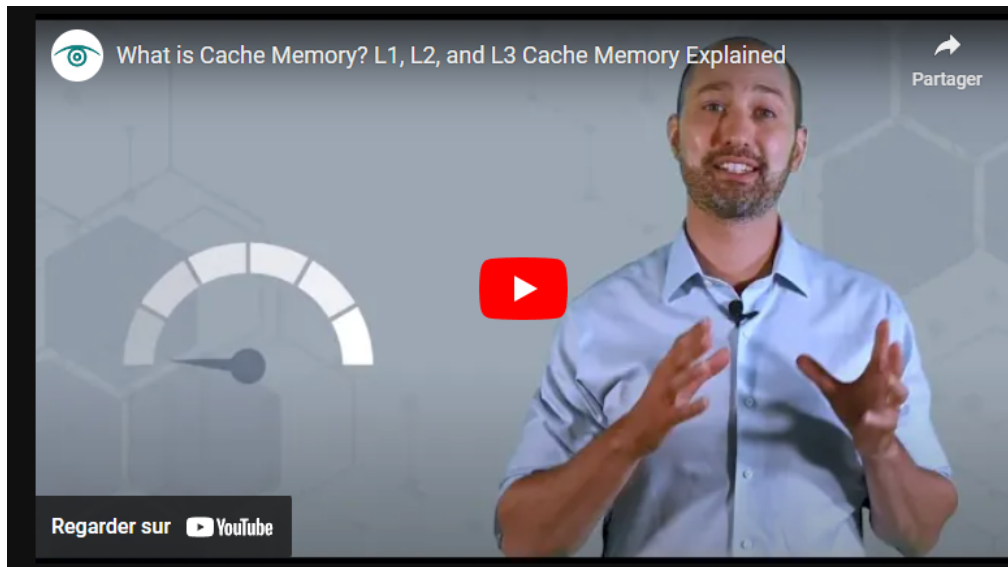 What is Cache Memory? L1, L2, and L3 Cache Memory Explained
Partager
Regarder sur YouTube